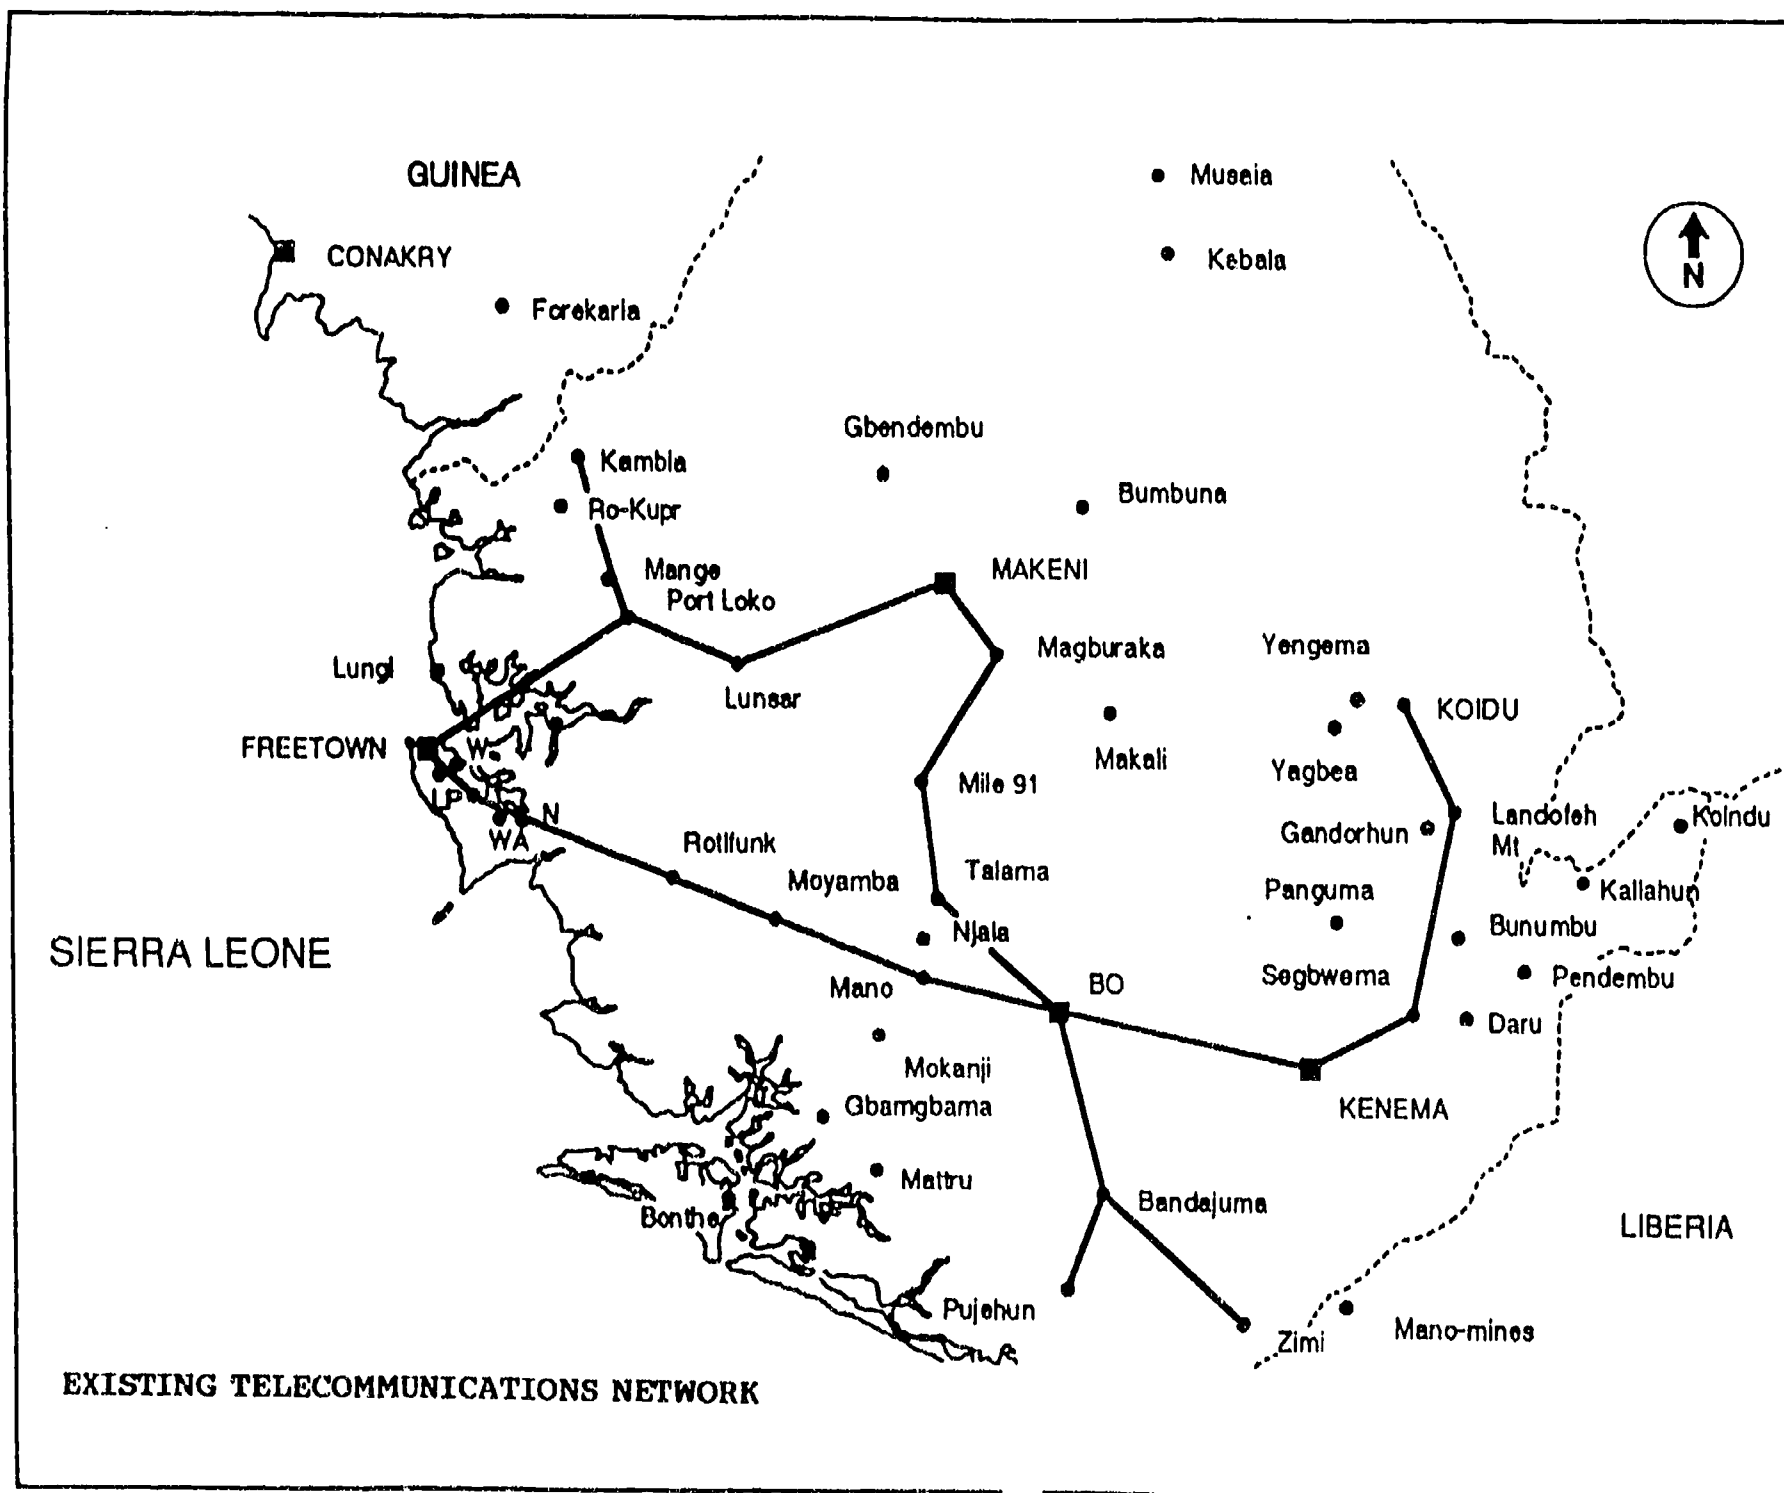 GUINEA
Museia
CONAKRY
Kebala
N
Forekaria
Gbendembu
Kambia
Bumbuna
Ro-Kupr
MAKENI
Mange
Port Loko
Magburaka
Yengema
Lungi
Lunsar
KOIDU
FREETOWN
W.
Makali
Yagbea
Mile 91
LP
N
Landofeh
Mt
Koindu
WA
Rotifunk
Gandorhun
Moyamba
Talama
Panguma
Kallahun
SIERRA LEONE
Njala
Bunumbu
Mano
BO
Segbwema
Pendembu
Daru
Mokanji
Gbamgbama
KENEMA
Mattru
Bonthe
Bandajuma
LIBERIA
Pujehun
Zimi
Mano-mines
EXISTING TELECOMMUNICATIONS NETWORK